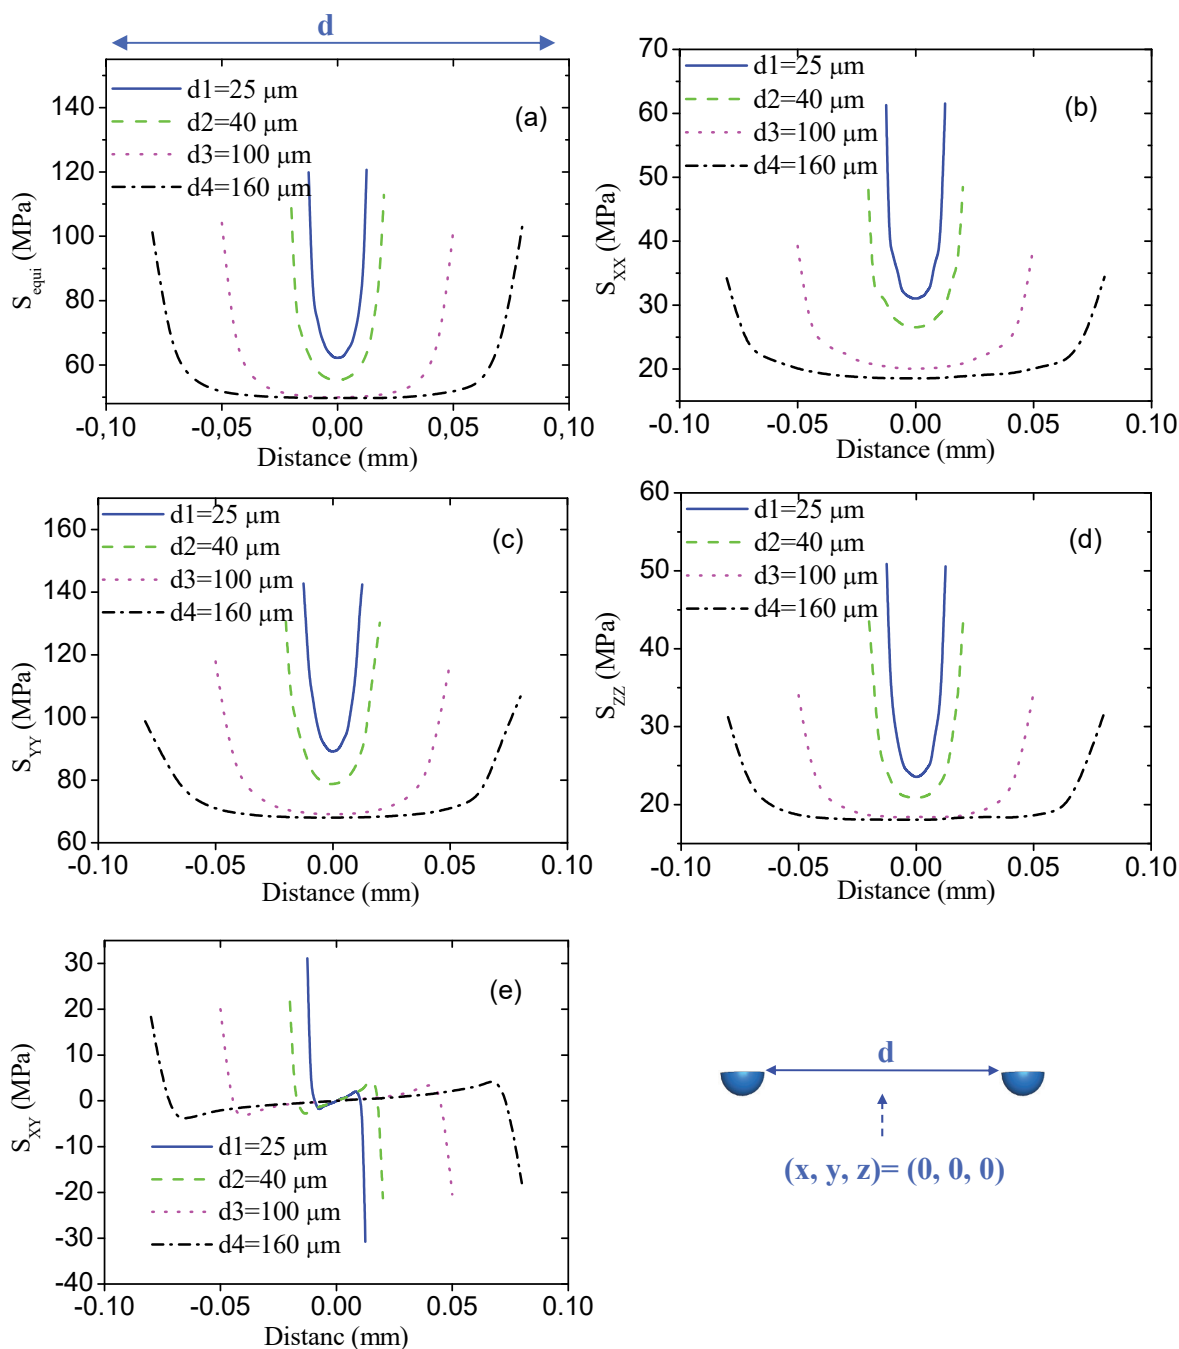 d
d1=25 μm
d2=40 μm
d3=100 μm
d4=160 μm
(a)
140
120
100
80
60
S_equi (MPa)
-0,10 -0,05 0,00 0,05 0,10
Distance (mm)
d1=25 μm
d2=40 μm
d3=100 μm
d4=160 μm
(b)
70
60
50
40
30
20
S_XX (MPa)
-0.10 -0.05 0.00 0.05 0.10
Distance (mm)
d1=25 μm
d2=40 μm
d3=100 μm
d4=160 μm
(c)
160
140
120
100
80
60
S_YY (MPa)
-0.10 -0.05 0.00 0.05 0.10
Distance (mm)
d1=25 μm
d2=40 μm
d3=100 μm
d4=160 μm
(d)
60
50
40
30
20
S_ZZ (MPa)
-0.10 -0.05 0.00 0.05 0.10
Distance (mm)
(e)
30
20
10
0
-10
-20
-30
-40
S_XY (MPa)
d1=25 μm
d2=40 μm
d3=100 μm
d4=160 μm
-0.10 -0.05 0.00 0.05 0.10
Distanc (mm)
d
(x, y, z)= (0, 0, 0)